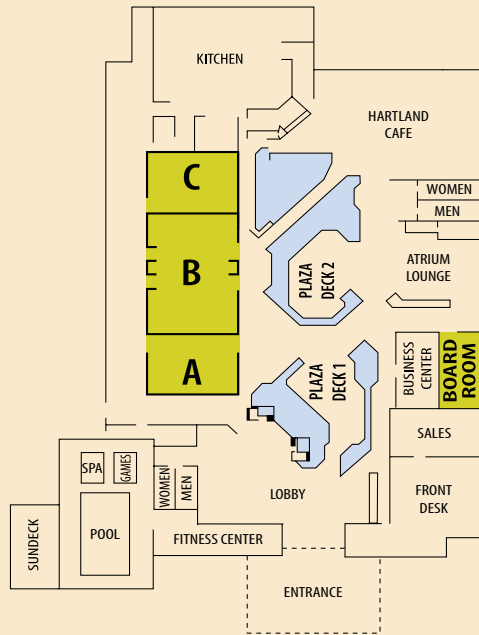 KITCHEN
HARTLAND
CAFE
C
WOMEN
MEN
B
PLAZA
DECK 2
ATRIUM
LOUNGE
A
PLAZA
DECK 1
BUSINESS
CENTER
BOARD
ROOM
SALES
SPA
GAMES
WOMEN
MEN
LOBBY
FRONT
DESK
SUNDECK
POOL
FITNESS CENTER
ENTRANCE